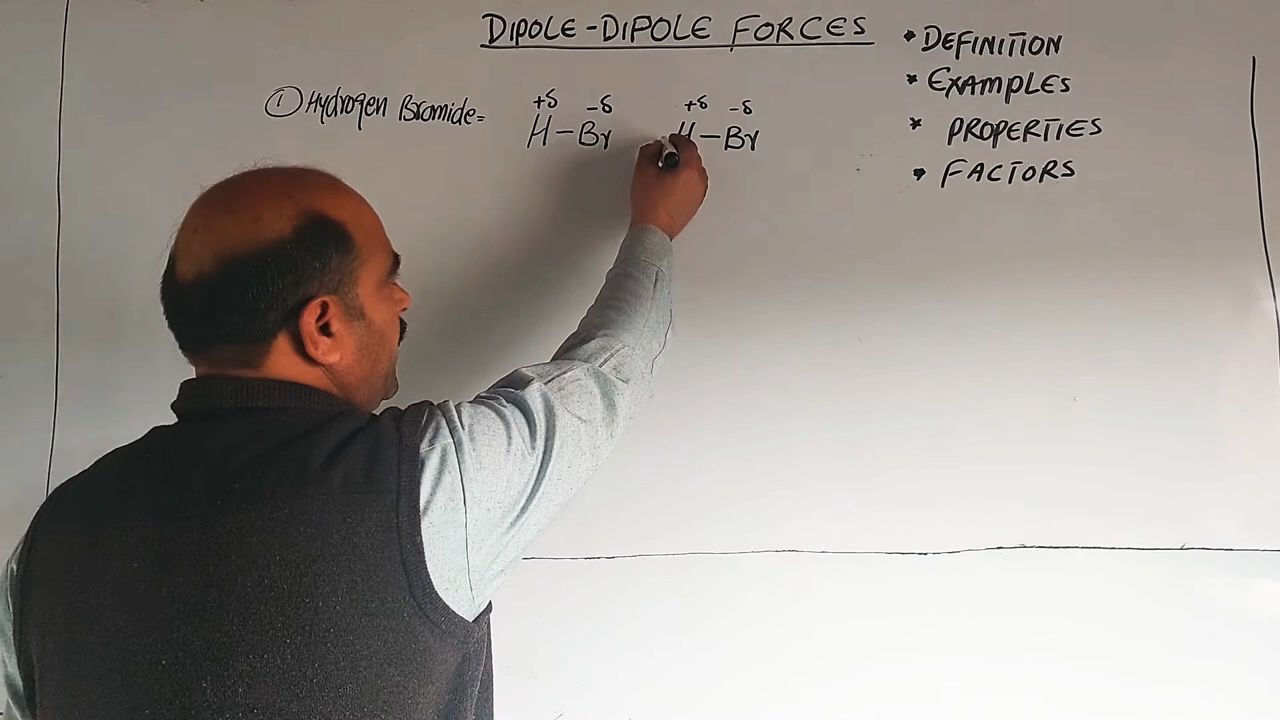 DIPOLE-DIPOLE FORCES
* DEFINITION
* EXAMPLES
* PROPERTIES
* FACTORS
① Hydrogen Bromide=
+δ -δ +δ -δ
H-Br H-Br